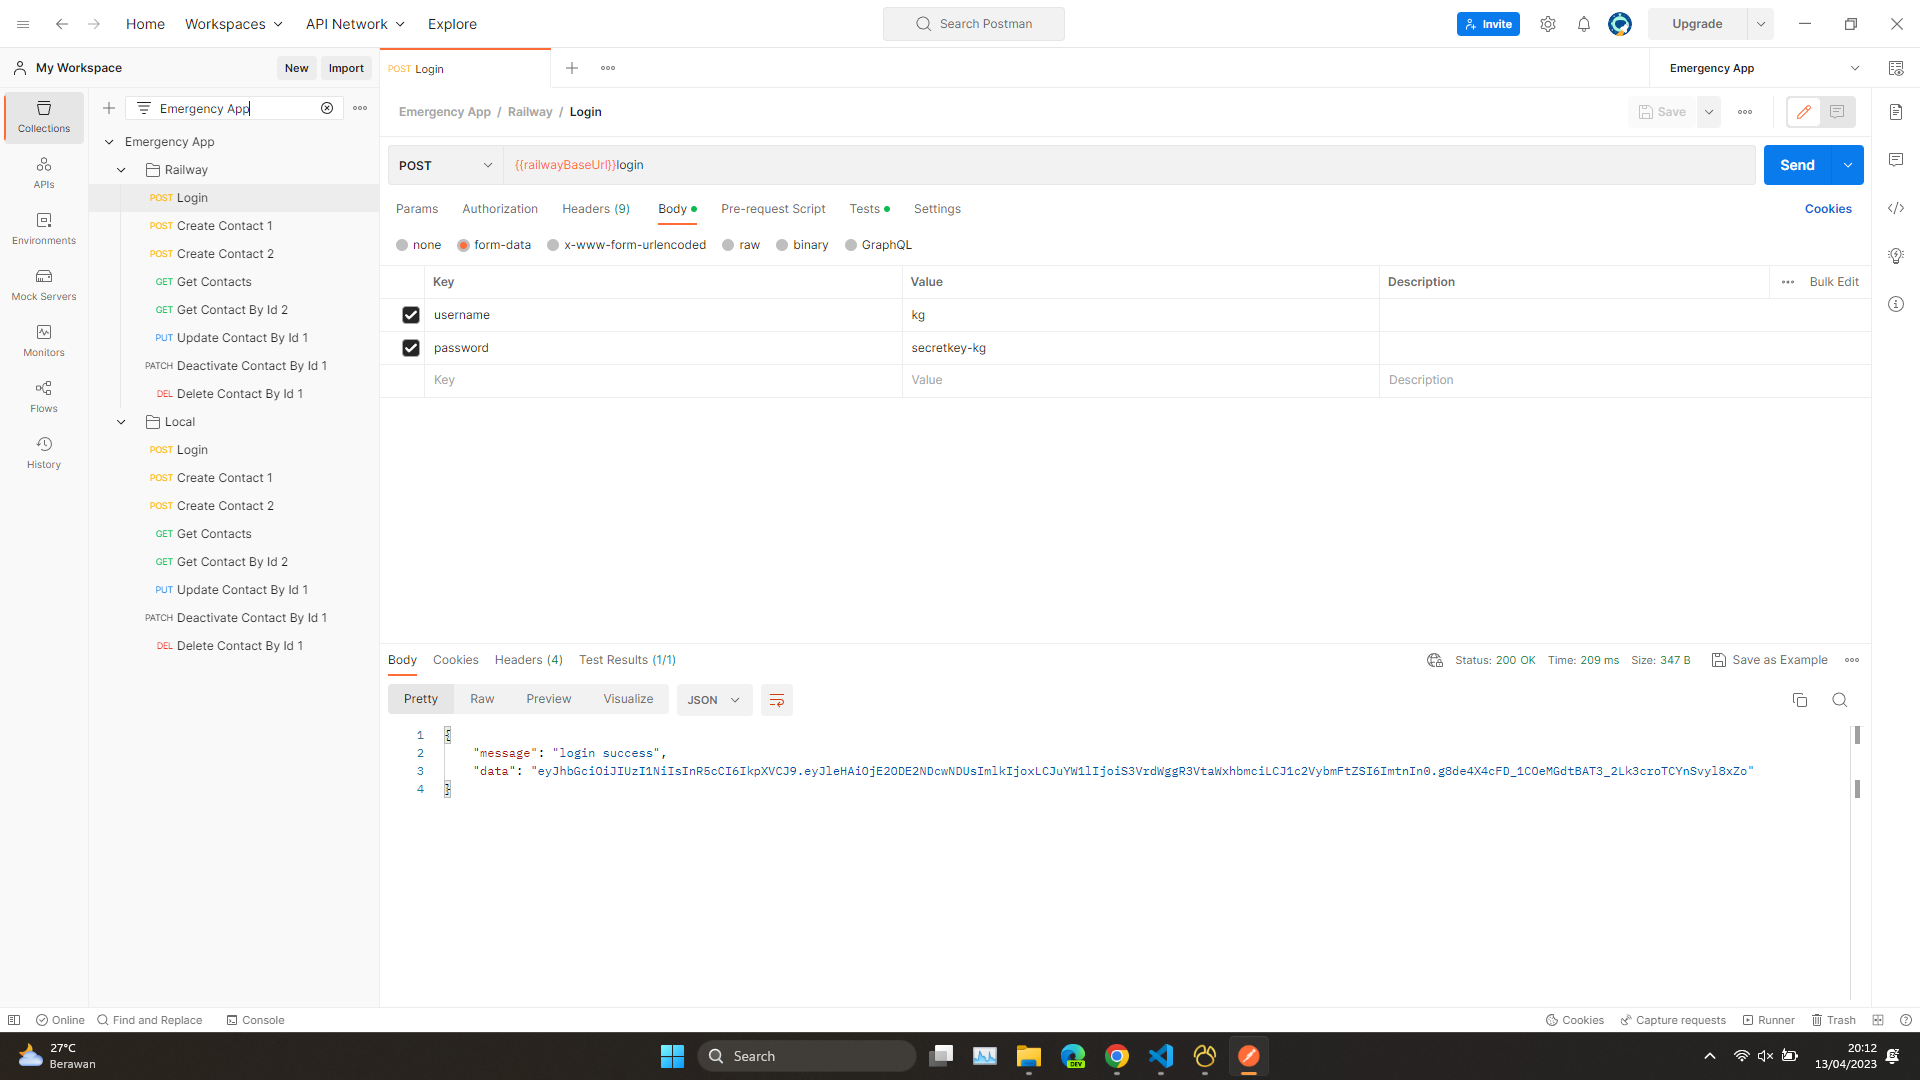 Home Workspaces API Network Explore Search Postman Invite Upgrade
My Workspace New Import POST Login Emergency App
Emergency App
Emergency App / Railway / Login Save
Collections
APIs
Environments
Mock Servers
Monitors
Flows
History
Emergency App
Railway
POST Login
POST Create Contact 1
POST Create Contact 2
GET Get Contacts
GET Get Contact By Id 2
PUT Update Contact By Id 1
PATCH Deactivate Contact By Id 1
DEL Delete Contact By Id 1
Local
POST Login
POST Create Contact 1
POST Create Contact 2
GET Get Contacts
GET Get Contact By Id 2
PUT Update Contact By Id 1
PATCH Deactivate Contact By Id 1
DEL Delete Contact By Id 1
POST {{railwayBaseUrl}}login Send
Params Authorization Headers (9) Body Pre-request Script Tests Settings Cookies
none form-data x-www-form-urlencoded raw binary GraphQL
Key Value Description Bulk Edit
username kg
password secretkey-kg
Key Value Description
Body Cookies Headers (4) Test Results (1/1) Status: 200 OK Time: 209 ms Size: 347 B Save as Example
Pretty Raw Preview Visualize JSON
1 {
2 "message": "login success",
3 "data": "eyJhbGciOiJIUzI1NiIsInR5cCI6IkpXVCJ9.eyJleHAiOjE2ODE2NDcwNDUsImlkIjoxLCJuYW1lIjoiS3VrdWggR3VtaWxhbmciLCJ1c2VybmFtZSI6ImtnIn0.g8de4X4cFD_1COeMGdtBAT3_2Lk3croTCYnSvyl8xZo"
4 }
Online Find and Replace Console Cookies Capture requests Runner Trash
27°C
Berawan
Search
DEV
20:12
13/04/2023